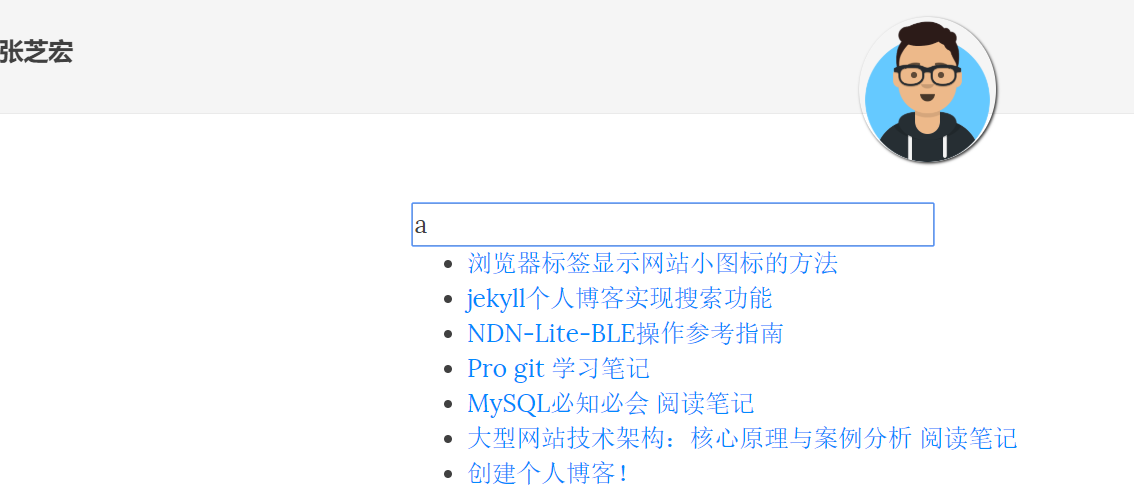 张芝宏
a
浏览器标签显示网站小图标的方法
jekyll个人博客实现搜索功能
NDN-Lite-BLE操作参考指南
Pro git 学习笔记
MySQL必知必会 阅读笔记
大型网站技术架构：核心原理与案例分析 阅读笔记
创建个人博客！